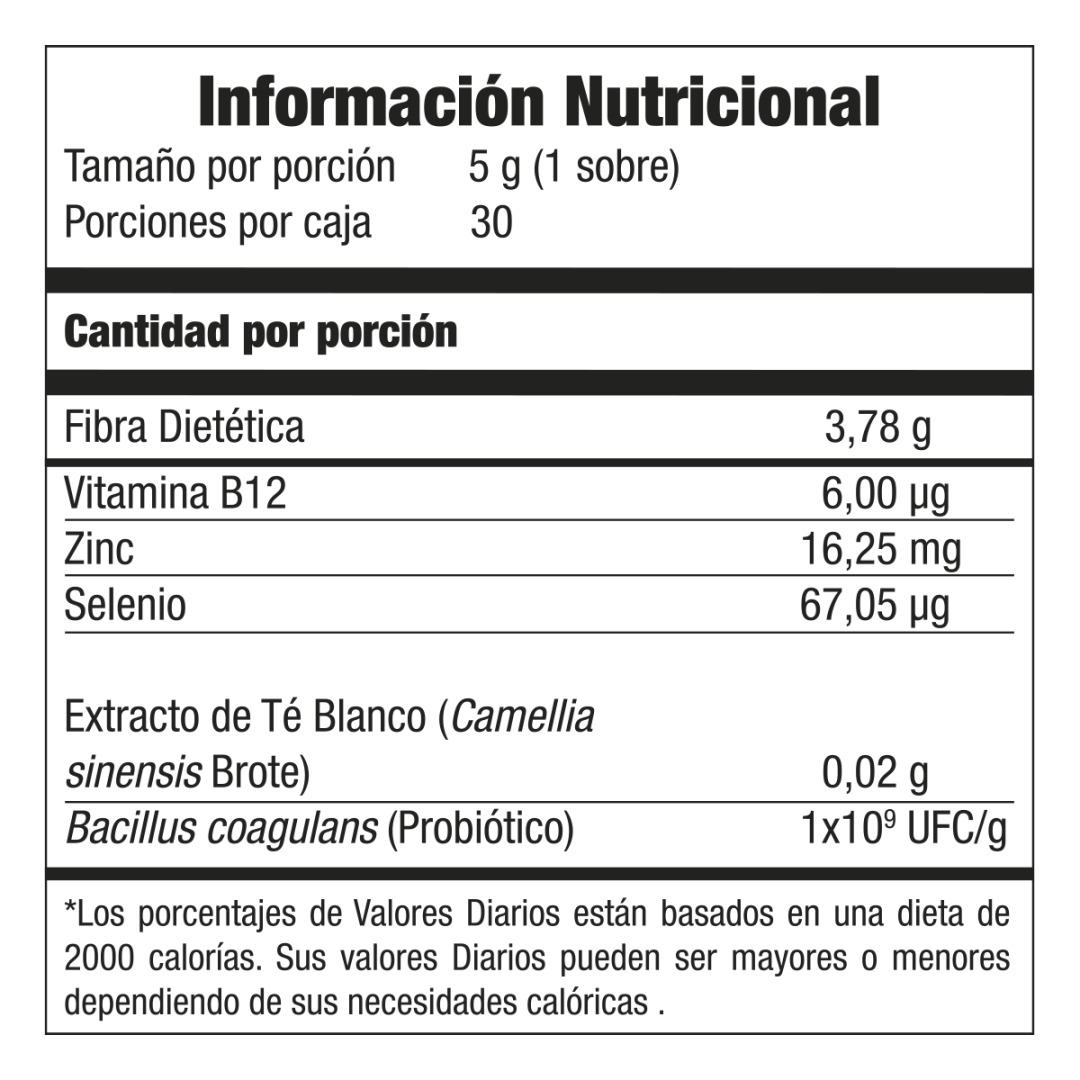 Información Nutricional
Tamaño por porción 5 g (1 sobre)
Porciones por caja 30
Cantidad por porción
Fibra Dietética 3,78 g
Vitamina B12 6,00 µg
Zinc 16,25 mg
Selenio 67,05 µg
Extracto de Té Blanco (Camellia
sinensis Brote) 0,02 g
Bacillus coagulans (Probiótico) 1x10⁹ UFC/g
*Los porcentajes de Valores Diarios están basados en una dieta de
2000 calorías. Sus valores Diarios pueden ser mayores o menores
dependiendo de sus necesidades calóricas .